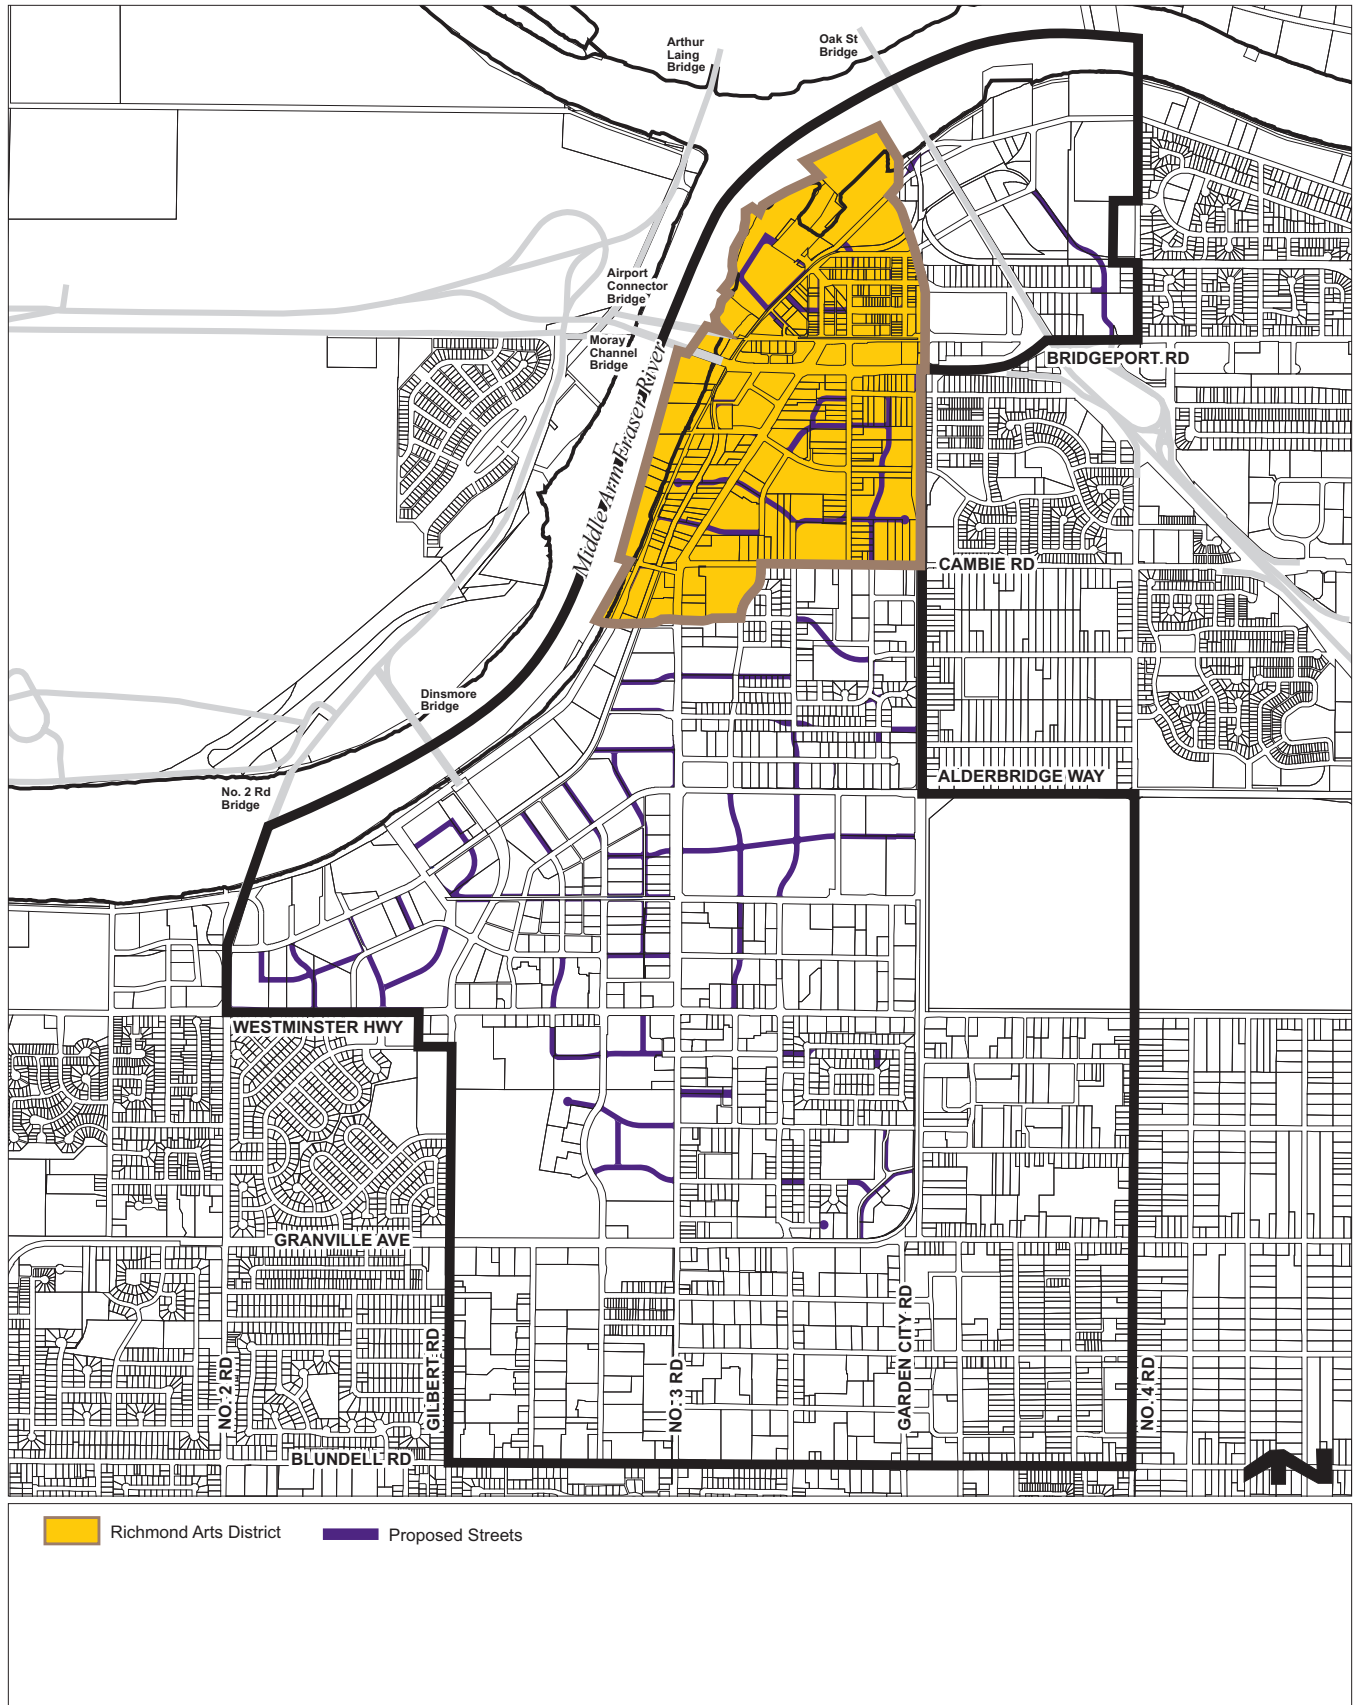 Arthur
Laing
Bridge
Oak St
Bridge
Airport
Connector
Bridge
Moray
Channel
Bridge
Middle Arm Fraser River
BRIDGEPORT RD
CAMBIE RD
Dinsmore
Bridge
No. 2 Rd
Bridge
ALDERBRIDGE WAY
WESTMINSTER HWY
GRANVILLE AVE
NO. 2 RD
GILBERT RD
NO. 3 RD
GARDEN CITY RD
NO. 4 RD
BLUNDELL RD
Richmond Arts District
Proposed Streets